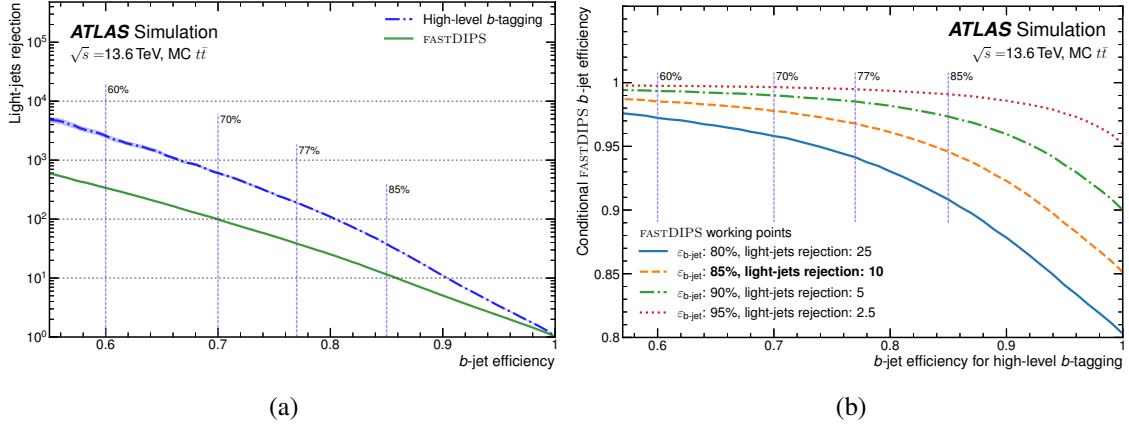 ATLAS Simulation
√s =13.6 TeV, MC tt̄
High-level b-tagging
FASTDIPS
Light-jets rejection
10⁵
10⁴
10³
10²
10¹
10⁰
60%
70%
77%
85%
0.6
0.7
0.8
0.9
1
b-jet efficiency
(a)
ATLAS Simulation
√s =13.6 TeV, MC tt̄
Conditional FASTDIPS b-jet efficiency
1
0.95
0.9
0.85
0.8
60%
70%
77%
85%
FASTDIPS working points
εb-jet: 80%, light-jets rejection: 25
εb-jet: 85%, light-jets rejection: 10
εb-jet: 90%, light-jets rejection: 5
εb-jet: 95%, light-jets rejection: 2.5
0.6
0.7
0.8
0.9
1
b-jet efficiency for high-level b-tagging
(b)